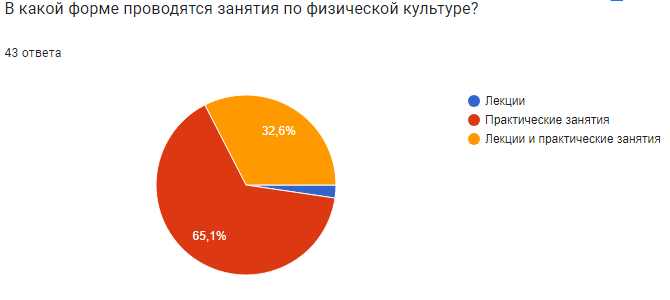 В какой форме проводятся занятия по физической культуре?
43 ответа
Лекции
Практические занятия
Лекции и практические занятия
32,6%
65,1%